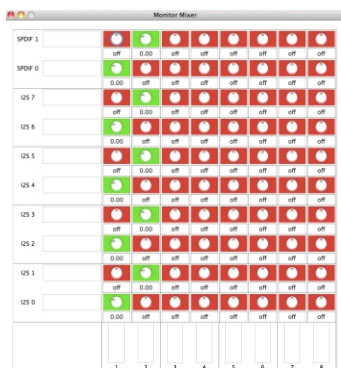 Monitor Mixer
SPDIF 1
off 0.00 off off off off off off
SPDIF 0
0.00 off off off off off off off
I2S 7
off 0.00 off off off off off off
I2S 6
0.00 off off off off off off off
I2S 5
off 0.00 off off off off off off
I2S 4
0.00 off off off off off off off
I2S 3
off 0.00 off off off off off off
I2S 2
0.00 off off off off off off off
I2S 1
off 0.00 off off off off off off
I2S 0
0.00 off off off off off off off
1 2 3 4 5 6 7 8